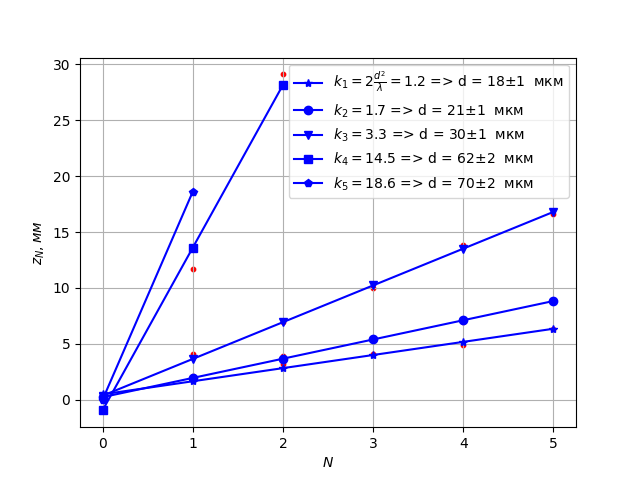 30
25
20
15
10
5
0
z_N, мм
k₁ = 2 d²/λ = 1.2 => d = 18±1 мкм
k₂ = 1.7 => d = 21±1 мкм
k₃ = 3.3 => d = 30±1 мкм
k₄ = 14.5 => d = 62±2 мкм
k₅ = 18.6 => d = 70±2 мкм
0 1 2 3 4 5
N